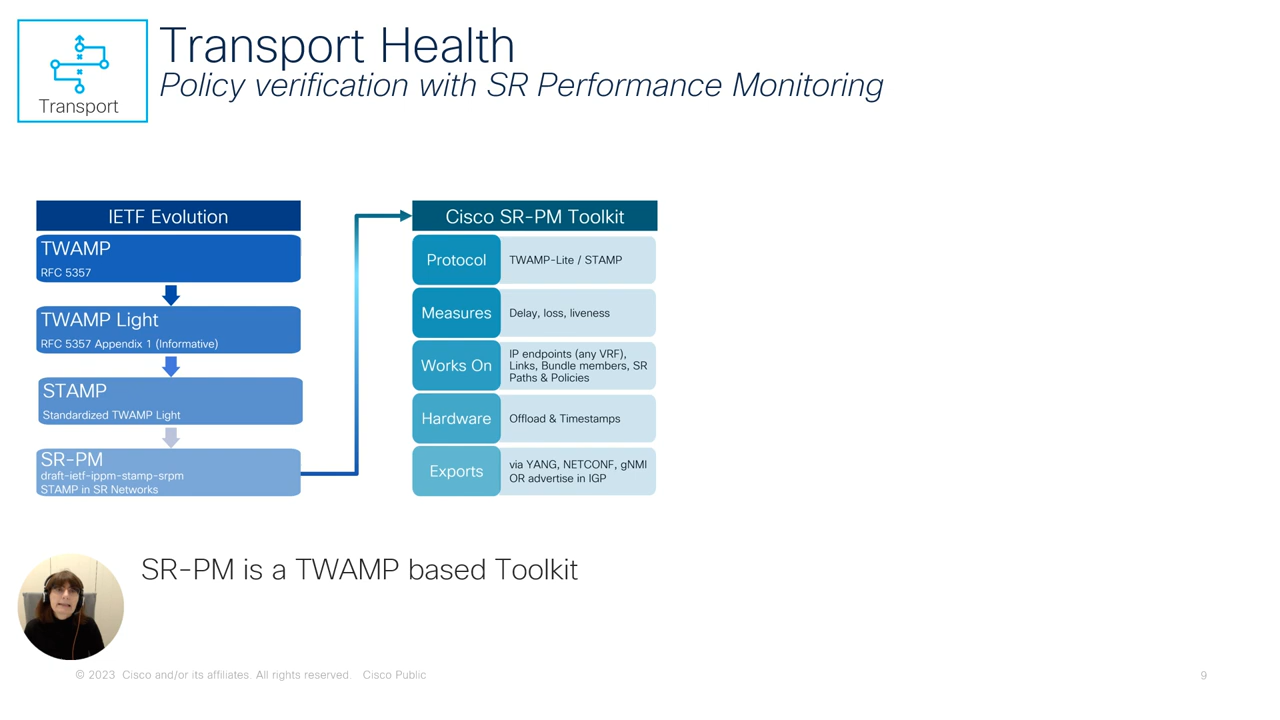 Transport Health
Policy verification with SR Performance Monitoring
Transport
IETF Evolution
TWAMP
RFC 5357
TWAMP Light
RFC 5357 Appendix 1 (Informative)
STAMP
Standardized TWAMP Light
SR-PM
draft-ietf-ippm-stamp-srpm
STAMP in SR Networks
Cisco SR-PM Toolkit
Protocol
TWAMP-Lite / STAMP
Measures
Delay, loss, liveness
Works On
IP endpoints (any VRF),
Links, Bundle members, SR
Paths & Policies
Hardware
Offload & Timestamps
Exports
via YANG, NETCONF, gNMI
OR advertise in IGP
SR-PM is a TWAMP based Toolkit
© 2023 Cisco and/or its affiliates. All rights reserved. Cisco Public
9